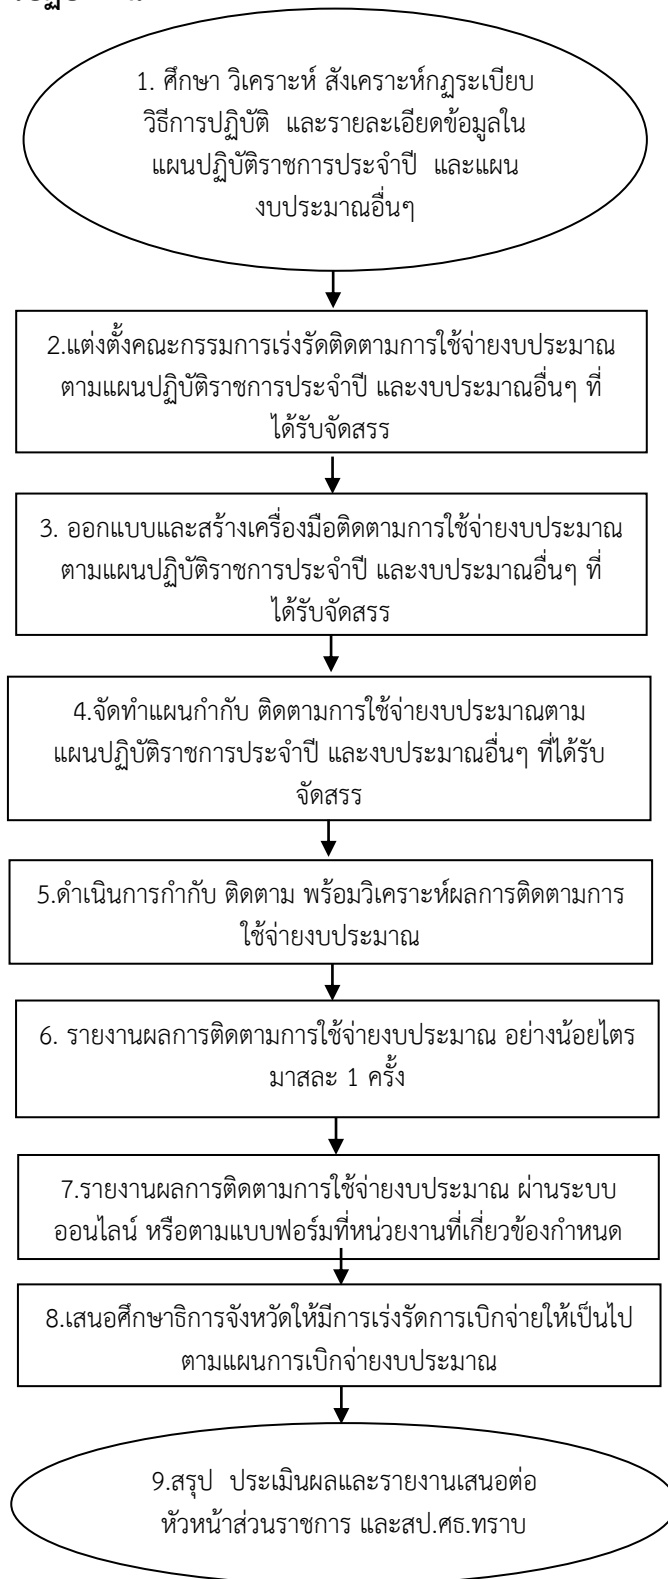 1. ศึกษา วิเคราะห์ สังเคราะห์กฎระเบียบ
วิธีการปฏิบัติ และรายละเอียดข้อมูลใน
แผนปฏิบัติราชการประจำปี และแผน
งบประมาณอื่นๆ
2.แต่งตั้งคณะกรรมการเร่งรัดติดตามการใช้จ่ายงบประมาณ
ตามแผนปฏิบัติราชการประจำปี และงบประมาณอื่นๆ ที่
ได้รับจัดสรร
3. ออกแบบและสร้างเครื่องมือติดตามการใช้จ่ายงบประมาณ
ตามแผนปฏิบัติราชการประจำปี และงบประมาณอื่นๆ ที่
ได้รับจัดสรร
4.จัดทำแผนกำกับ ติดตามการใช้จ่ายงบประมาณตาม
แผนปฏิบัติราชการประจำปี และงบประมาณอื่นๆ ที่ได้รับ
จัดสรร
5.ดำเนินการกำกับ ติดตาม พร้อมวิเคราะห์ผลการติดตามการ
ใช้จ่ายงบประมาณ
6. รายงานผลการติดตามการใช้จ่ายงบประมาณ อย่างน้อยไตร
มาสละ 1 ครั้ง
7.รายงานผลการติดตามการใช้จ่ายงบประมาณ ผ่านระบบ
ออนไลน์ หรือตามแบบฟอร์มที่หน่วยงานที่เกี่ยวข้องกำหนด
8.เสนอศึกษาธิการจังหวัดให้มีการเร่งรัดการเบิกจ่ายให้เป็นไป
ตามแผนการเบิกจ่ายงบประมาณ
9.สรุป ประเมินผลและรายงานเสนอต่อ
หัวหน้าส่วนราชการ และสป.ศธ.ทราบ